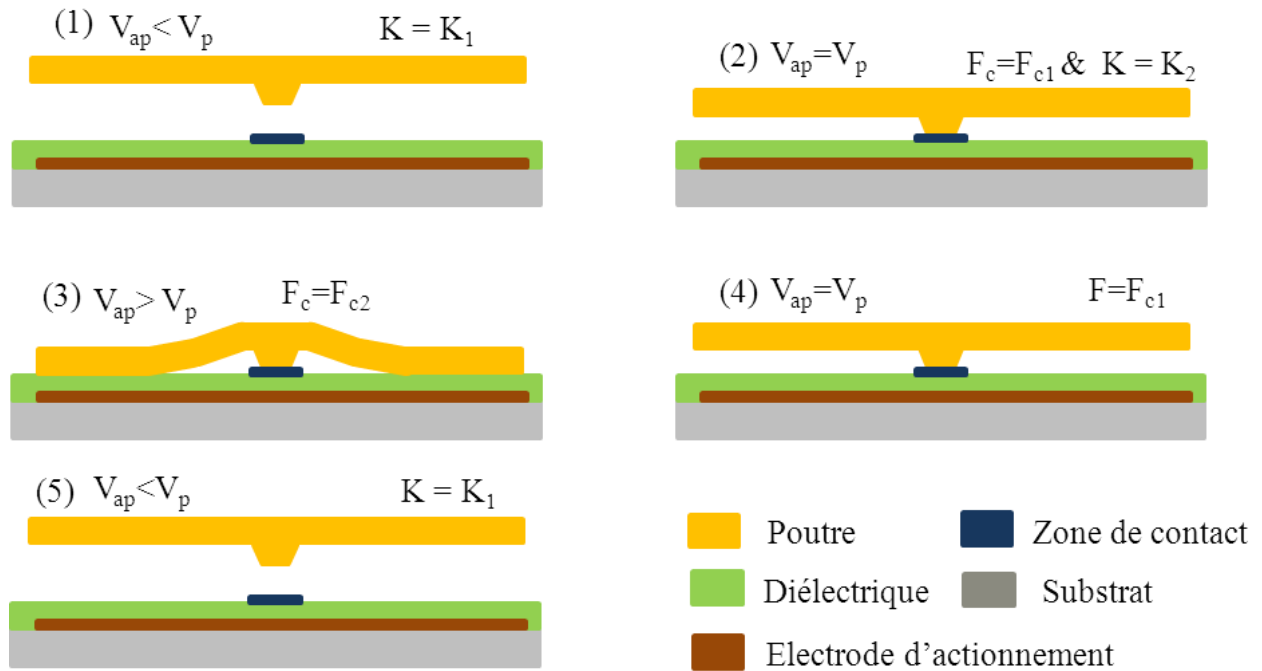 (1) V_ap < V_p K = K_1
(2) V_ap=V_p F_c=F_c1 & K = K_2
(3) V_ap> V_p F_c=F_c2
(4) V_ap=V_p F=F_c1
(5) V_ap<V_p K = K_1
Poutre Zone de contact
Diélectrique Substrat
Electrode d’actionnement